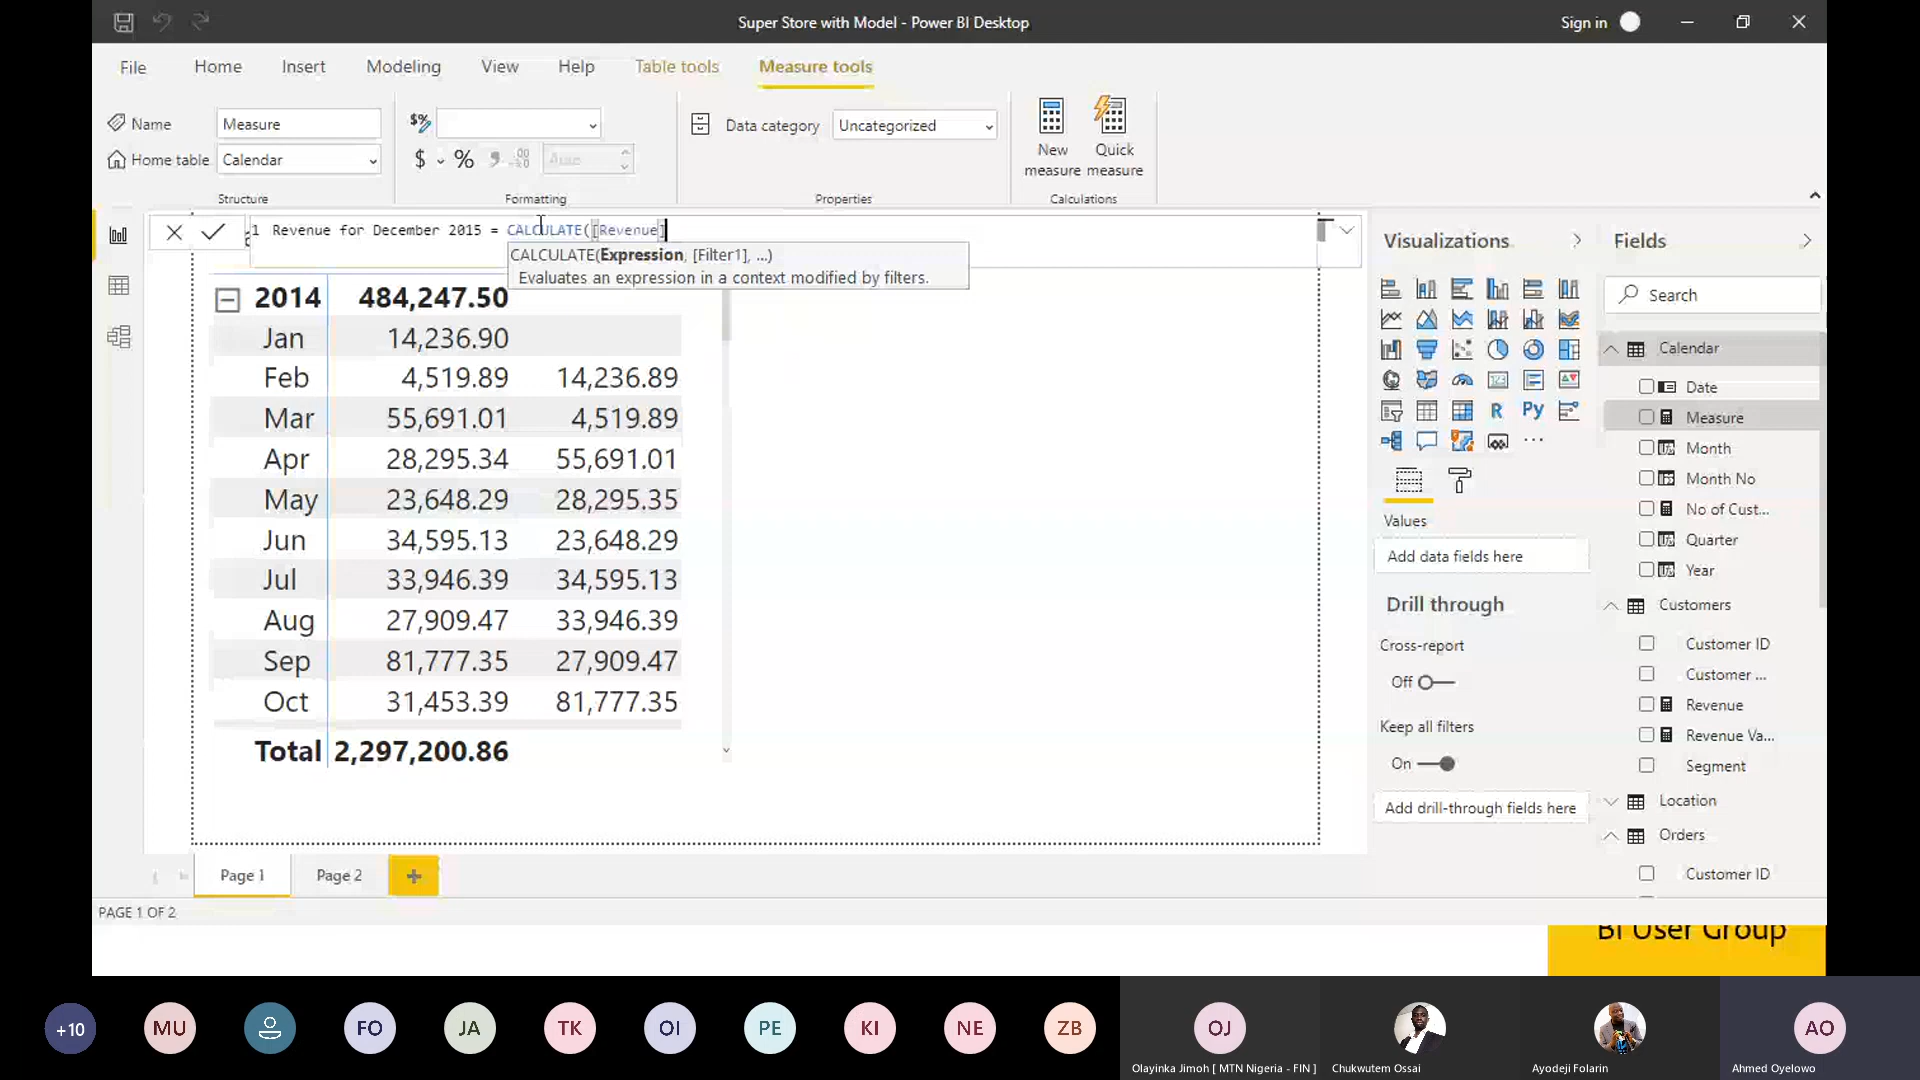 Super Store with Model - Power BI Desktop
Sign in
File
Home
Insert
Modeling
View
Help
Table tools
Measure tools
Name
Measure
Home table
Calendar
Structure
$%
$
%
.00
Auto
Formatting
Data category
Uncategorized
Properties
New
measure
Quick
measure
Calculations
1 Revenue for December 2015 = CALCULATE([Revenue]
CALCULATE(Expression, [Filter1], ...)
Evaluates an expression in a context modified by filters.
2014 484,247.50
Jan 14,236.90
Feb 4,519.89 14,236.89
Mar 55,691.01 4,519.89
Apr 28,295.34 55,691.01
May 23,648.29 28,295.35
Jun 34,595.13 23,648.29
Jul 33,946.39 34,595.13
Aug 27,909.47 33,946.39
Sep 81,777.35 27,909.47
Oct 31,453.39 81,777.35
Total 2,297,200.86
Visualizations
R
Py
...
Values
Add data fields here
Drill through
Cross-report
Off
Keep all filters
On
Add drill-through fields here
Fields
Search
Calendar
Date
Measure
Month
Month No
No of Cust...
Quarter
Year
Customers
Customer ID
Customer ...
Revenue
Revenue Va...
Segment
Location
Orders
Customer ID
Page 1
Page 2
PAGE 1 OF 2
BI User Group
+10
MU
FO
JA
TK
OI
PE
KI
NE
ZB
OJ
Olayinka Jimoh [ MTN Nigeria - FIN ]
Chukwutem Ossai
Ayodeji Folarin
AO
Ahmed Oyelowo